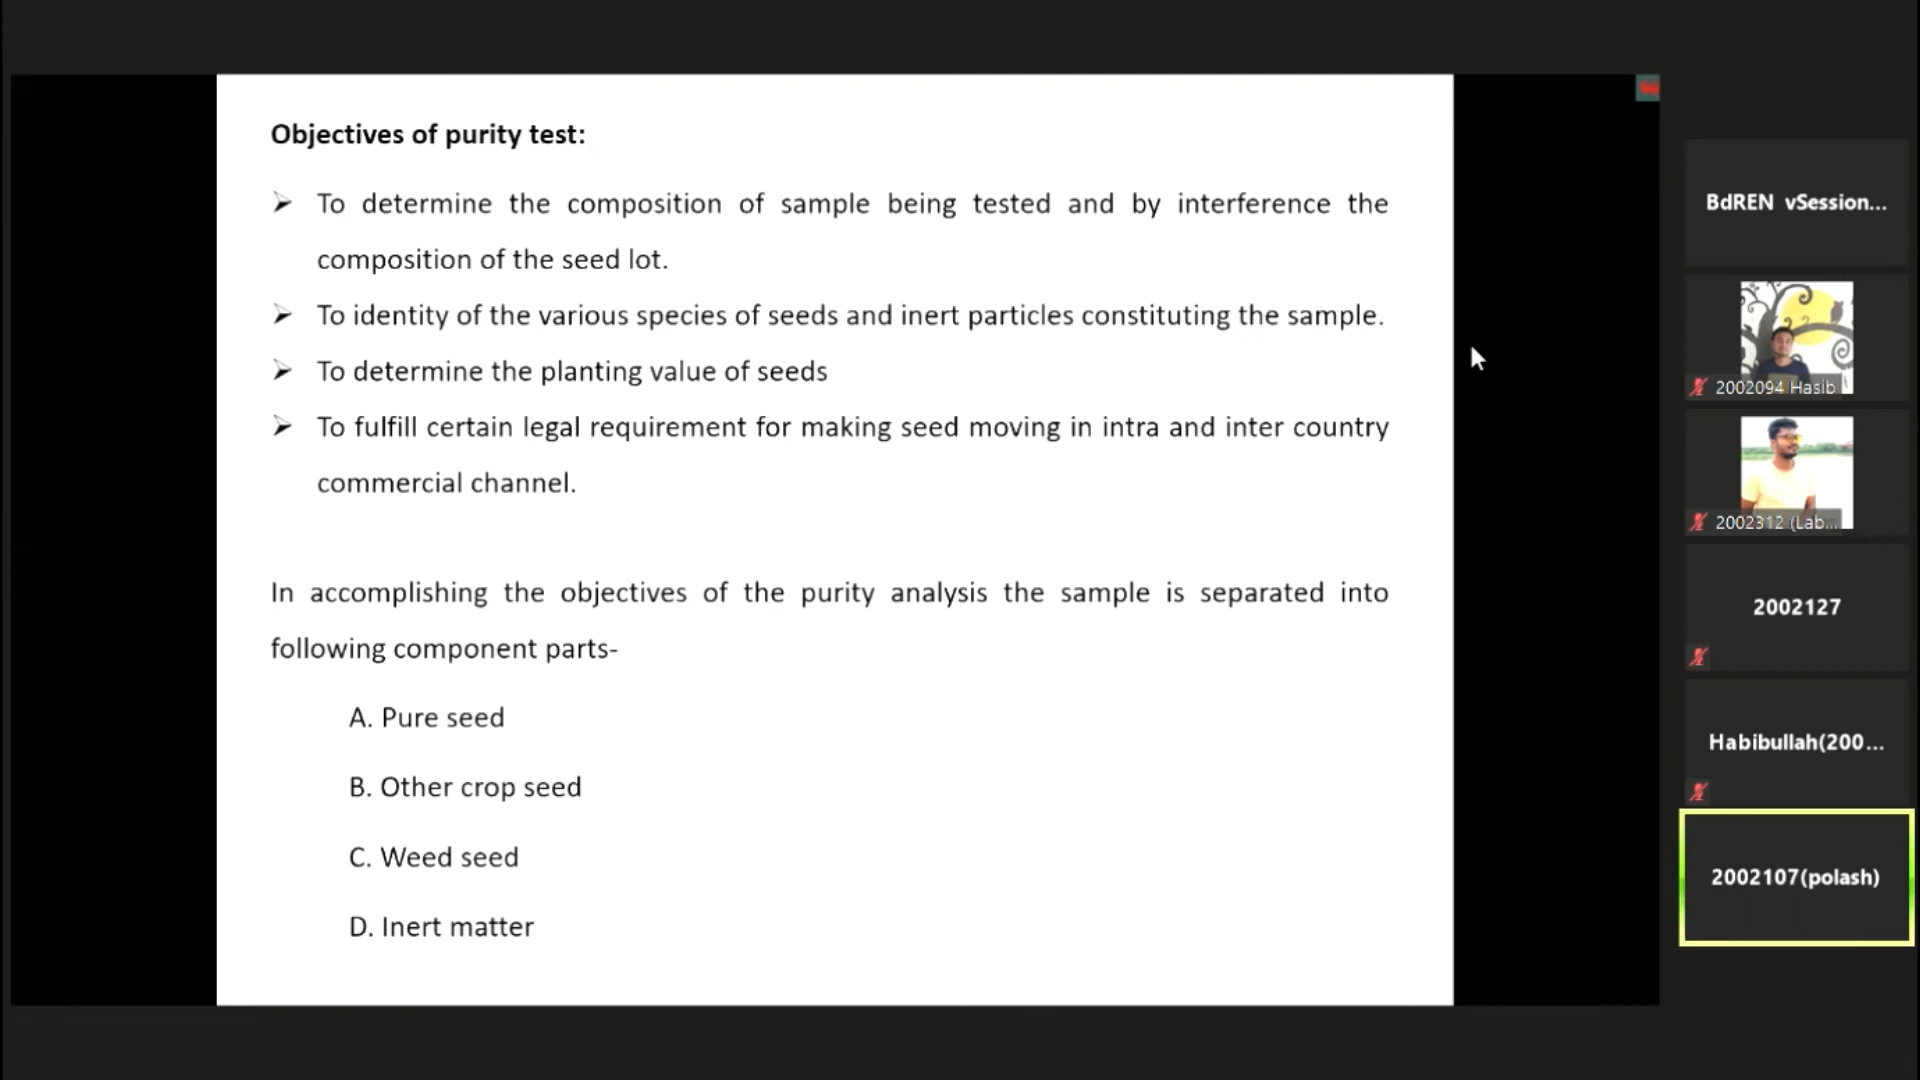 Objectives of purity test:
➢ To determine the composition of sample being tested and by interference the
composition of the seed lot.
➢ To identity of the various species of seeds and inert particles constituting the sample.
➢ To determine the planting value of seeds
➢ To fulfill certain legal requirement for making seed moving in intra and inter country
commercial channel.
In accomplishing the objectives of the purity analysis the sample is separated into
following component parts-
A. Pure seed
B. Other crop seed
C. Weed seed
D. Inert matter
BdREN vSession...
2002094 Hasib
2002312 (Lab...
2002127
Habibullah(200...
2002107(polash)